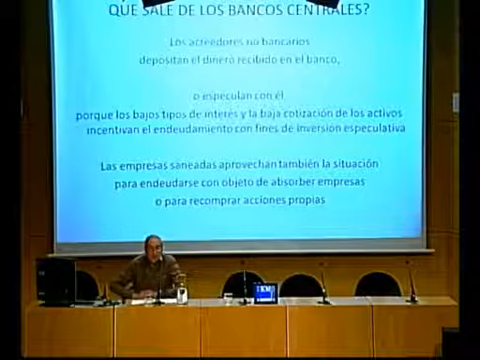 QUE SALE DE LOS BANCOS CENTRALES?
Los acreedores no bancarios
depositan el dinero recibido en el banco,
o especulan con él
porque los bajos tipos de interés y la baja cotización de los activos
incentivan el endeudamiento con fines de inversión especulativa
Las empresas saneadas aprovechan también la situación
para endeudarse con objeto de absorber empresas
o para recomprar acciones propias